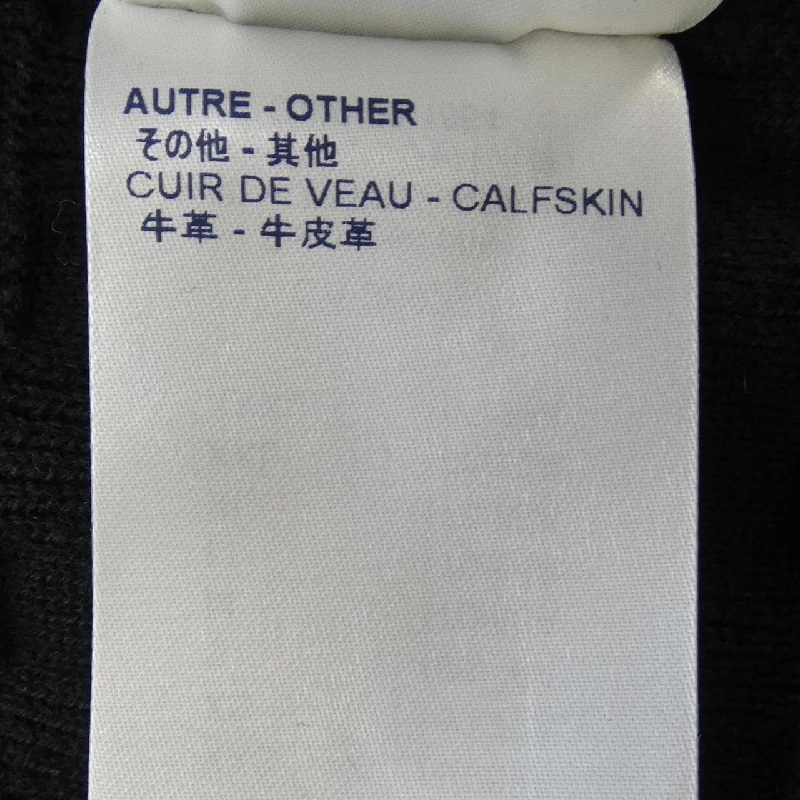 AUTRE - OTHER
その他 - 其他
CUIR DE VEAU - CALFSKIN
牛革 - 牛皮革